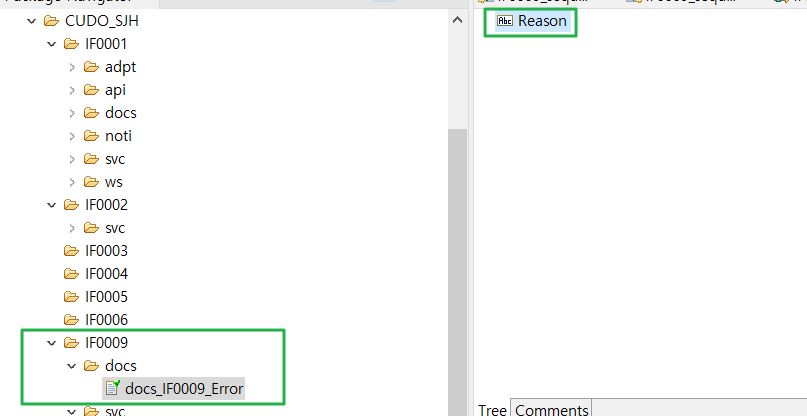 CUDO_SJH
IF0001
adpt
api
docs
noti
svc
ws
IF0002
svc
IF0003
IF0004
IF0005
IF0006
IF0009
docs
docs_IF0009_Error
svc
Abc Reason
Tree Comments